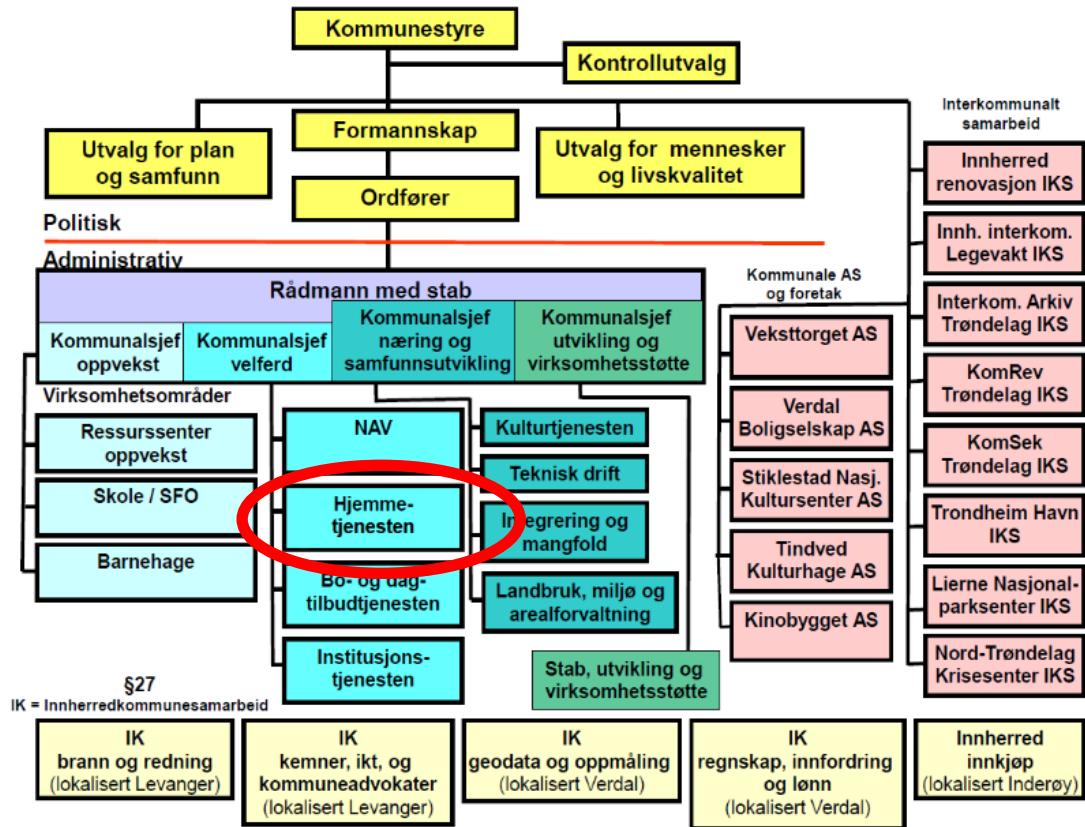 Kommunestyre
Kontrollutvalg
Interkommunalt
samarbeid
Utvalg for plan
og samfunn
Formannskap
Utvalg for mennesker
og livskvalitet
Ordfører
Politisk
Administrativ
Rådmann med stab
Kommunalsjef
oppvekst
Kommunalsjef
velferd
Kommunalsjef
næring og
samfunnsutvikling
Kommunalsjef
utvikling og
virksomhetsstøtte
Virksomhetsområder
Ressurssenter
oppvekst
Skole / SFO
Barnehage
NAV
Hjemme-
tjenesten
Bo- og dag-
tilbudtjenesten
Institusjons-
tjenesten
Kulturtjenesten
Teknisk drift
Integrering og
mangfold
Landbruk, miljø og
arealforvaltning
Stab, utvikling og
virksomhetsstøtte
Kommunale AS
og foretak
Veksttorget AS
Verdal
Boligselskap AS
Stiklestad Nasj.
Kultursenter AS
Tindved
Kulturhage AS
Kinobygget AS
Innherred
renovasjon IKS
Innh. interkom.
Legevakt IKS
Interkom. Arkiv
Trøndelag IKS
KomRev
Trøndelag IKS
KomSek
Trøndelag IKS
Trondheim Havn
IKS
Lierne Nasjonal-
parksenter IKS
Nord-Trøndelag
Krisesenter IKS
§27
IK = Innherredkommunesamarbeid
IK
brann og redning
(lokalisert Levanger)
IK
kemner, ikt, og
kommuneadvokater
(lokalisert Levanger)
IK
geodata og oppmåling
(lokalisert Verdal)
IK
regnskap, innfordring
og lønn
(lokalisert Verdal)
Innherred
innkjøp
(lokalisert Inderøy)